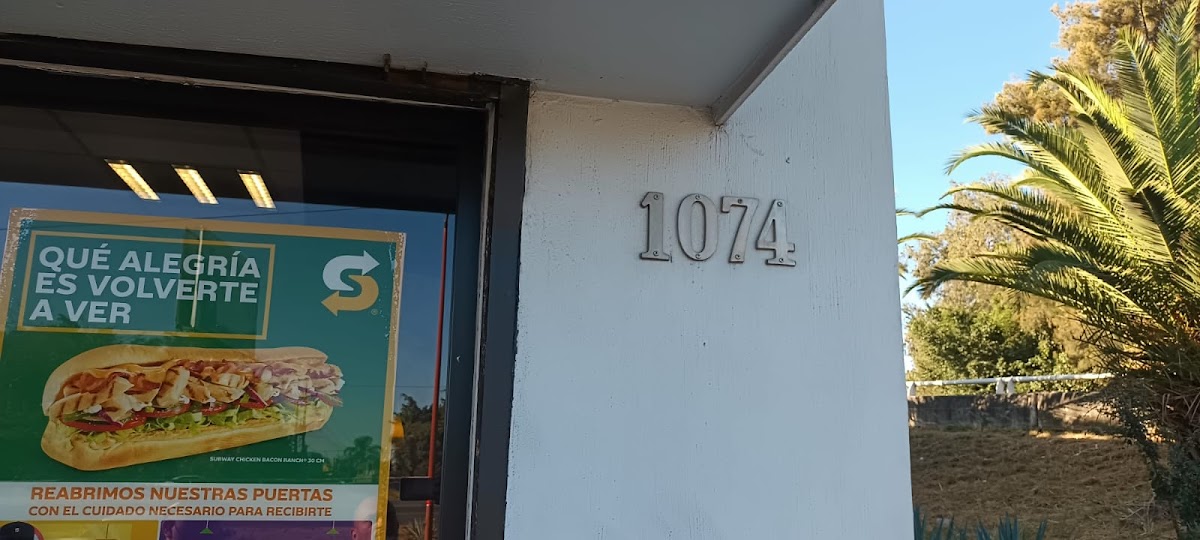 1074
QUÉ ALEGRÍA
ES VOLVERTE
A VER
SUBWAY CHICKEN BACON RANCH® 30 CM
REABRIMOS NUESTRAS PUERTAS
CON EL CUIDADO NECESARIO PARA RECIBIRTE